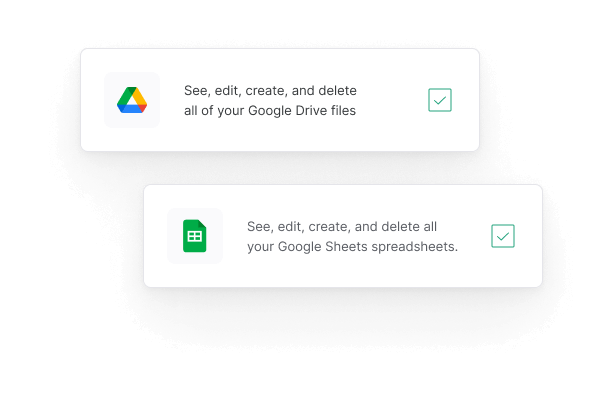 See, edit, create, and delete
all of your Google Drive files
See, edit, create, and delete all
your Google Sheets spreadsheets.